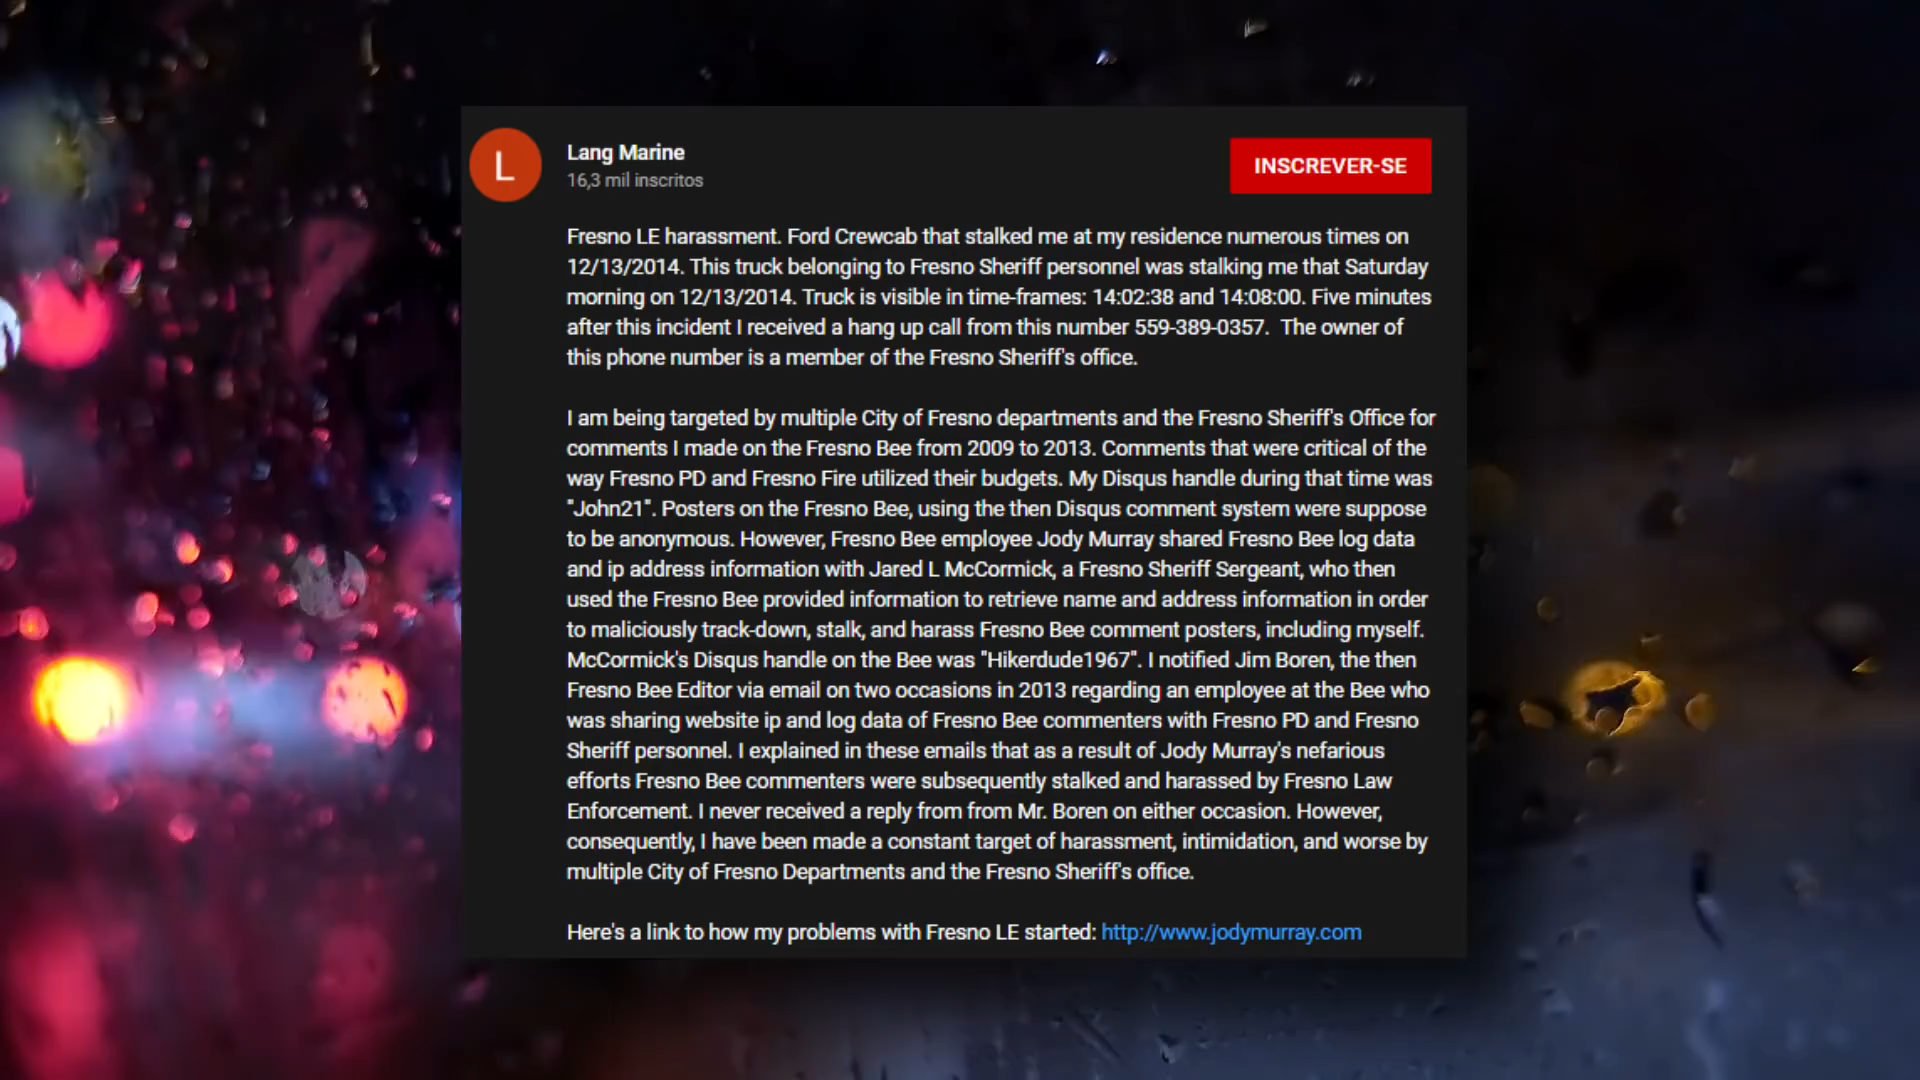 L
Lang Marine
16,3 mil inscritos
INSCREVER-SE
Fresno LE harassment. Ford Crewcab that stalked me at my residence numerous times on
12/13/2014. This truck belonging to Fresno Sheriff personnel was stalking me that Saturday
morning on 12/13/2014. Truck is visible in time-frames: 14:02:38 and 14:08:00. Five minutes
after this incident I received a hang up call from this number 559-389-0357.  The owner of
this phone number is a member of the Fresno Sheriff's office.
I am being targeted by multiple City of Fresno departments and the Fresno Sheriff's Office for
comments I made on the Fresno Bee from 2009 to 2013. Comments that were critical of the
way Fresno PD and Fresno Fire utilized their budgets. My Disqus handle during that time was
"John21". Posters on the Fresno Bee, using the then Disqus comment system were suppose
to be anonymous. However, Fresno Bee employee Jody Murray shared Fresno Bee log data
and ip address information with Jared L McCormick, a Fresno Sheriff Sergeant, who then
used the Fresno Bee provided information to retrieve name and address information in order
to maliciously track-down, stalk, and harass Fresno Bee comment posters, including myself.
McCormick's Disqus handle on the Bee was "Hikerdude1967". I notified Jim Boren, the then
Fresno Bee Editor via email on two occasions in 2013 regarding an employee at the Bee who
was sharing website ip and log data of Fresno Bee commenters with Fresno PD and Fresno
Sheriff personnel. I explained in these emails that as a result of Jody Murray's nefarious
efforts Fresno Bee commenters were subsequently stalked and harassed by Fresno Law
Enforcement. I never received a reply from from Mr. Boren on either occasion. However,
consequently, I have been made a constant target of harassment, intimidation, and worse by
multiple City of Fresno Departments and the Fresno Sheriff's office.
Here's a link to how my problems with Fresno LE started: http://www.jodymurray.com